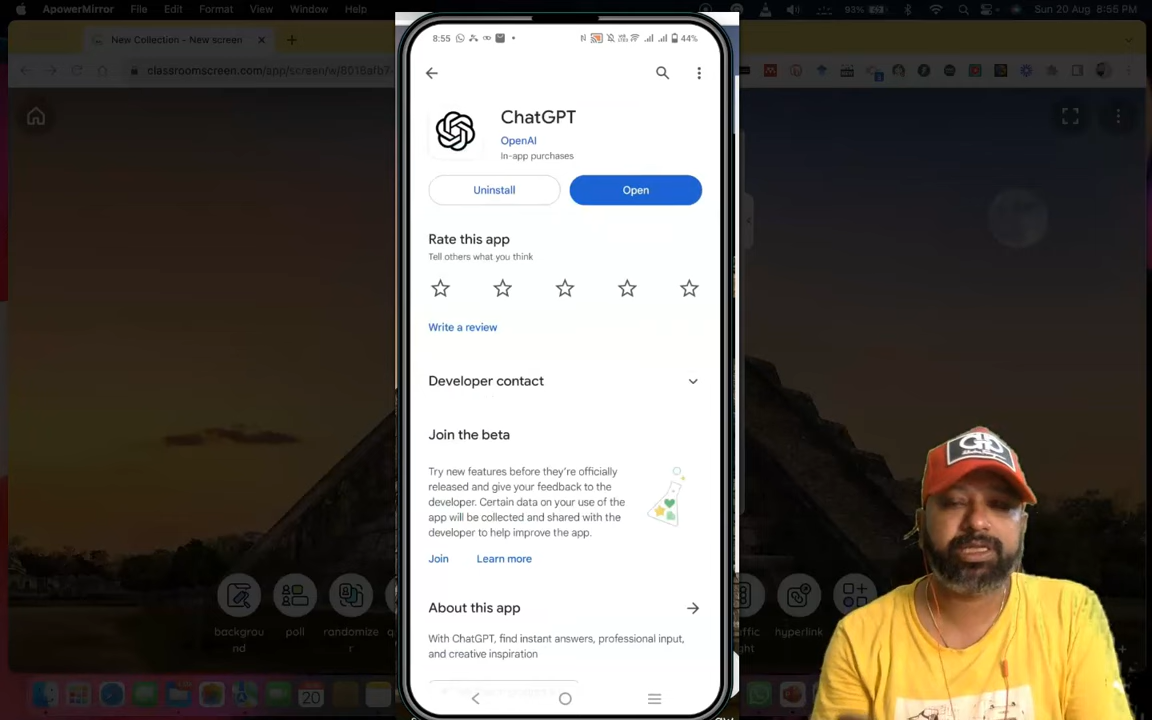 ApowerMirror File Edit Format View Window Help 93% Sun 20 Aug 8:55 PM
New Collection - New screen
classroomscreen.com/app/screen/wj8016afb7-
8:55 44%
ChatGPT
OpenAI
In-app purchases
Uninstall Open
Rate this app
Tell others what you think
Write a review
Developer contact
Join the beta
Try new features before they're officially
released and give your feedback to the
developer. Certain data on your use of the
app will be collected and shared with the
developer to help improve the app.
Join Learn more
About this app
With ChatGPT, find instant answers, professional input,
and creative inspiration
backgrou
nd
poll
randomize
r
hyperlink
20